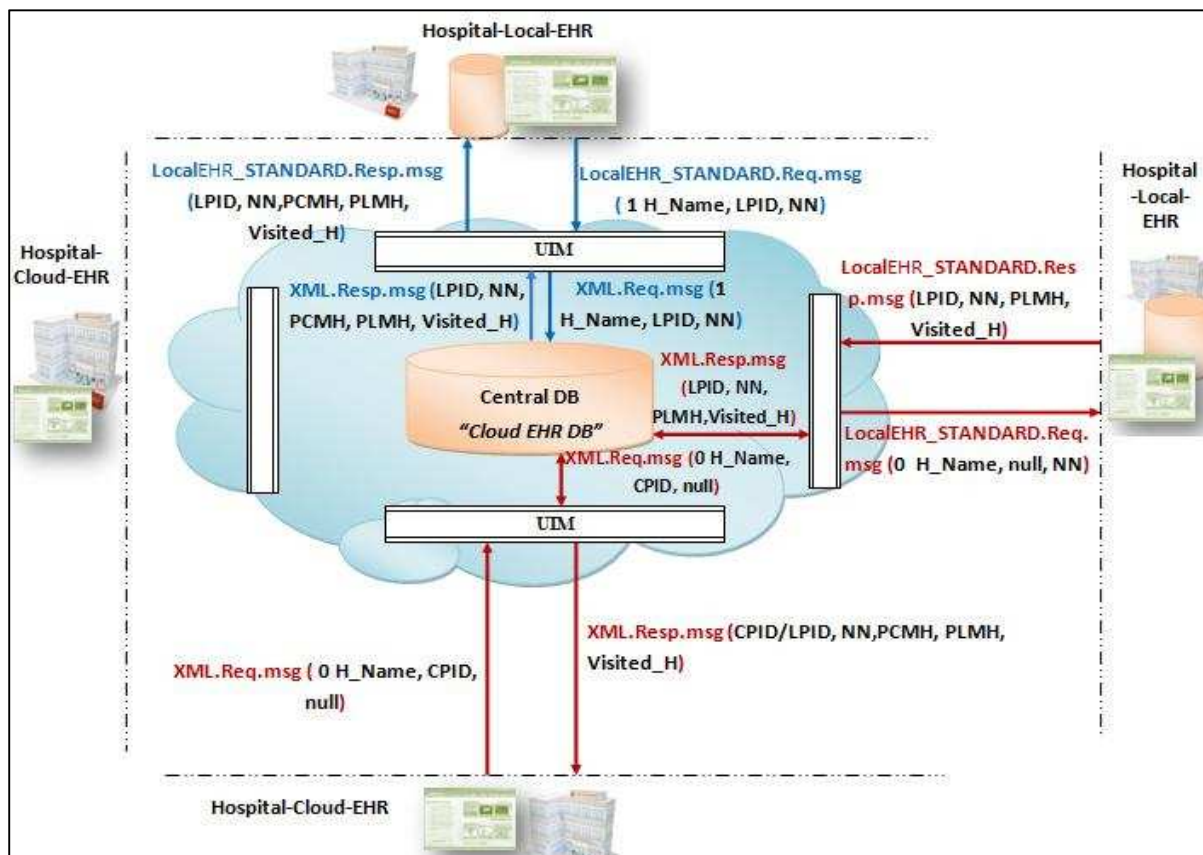 Hospital-Local-EHR
LocalEHR_STANDARD.Resp.msg
(LPID, NN,PCMH, PLMH,
Visited_H)
LocalEHR_STANDARD.Req.msg
( 1 H_Name, LPID, NN)
Hospital
-Local-
EHR
Hospital-
Cloud-EHR
UIM
XML.Resp.msg (LPID, NN,
PCMH, PLMH, Visited_H)
XML.Req.msg (1
H_Name, LPID, NN)
LocalEHR_STANDARD.Res
p.msg (LPID, NN, PLMH,
Visited_H)
Central DB
“Cloud EHR DB”
XML.Resp.msg
(LPID, NN,
PLMH,Visited_H)
XML.Req.msg (0 H_Name,
CPID, null)
LocalEHR_STANDARD.Req.
msg (0 H_Name, null, NN)
UIM
XML.Req.msg ( 0 H_Name, CPID,
null)
XML.Resp.msg (CPID/LPID, NN,PCMH, PLMH,
Visited_H)
Hospital-Cloud-EHR